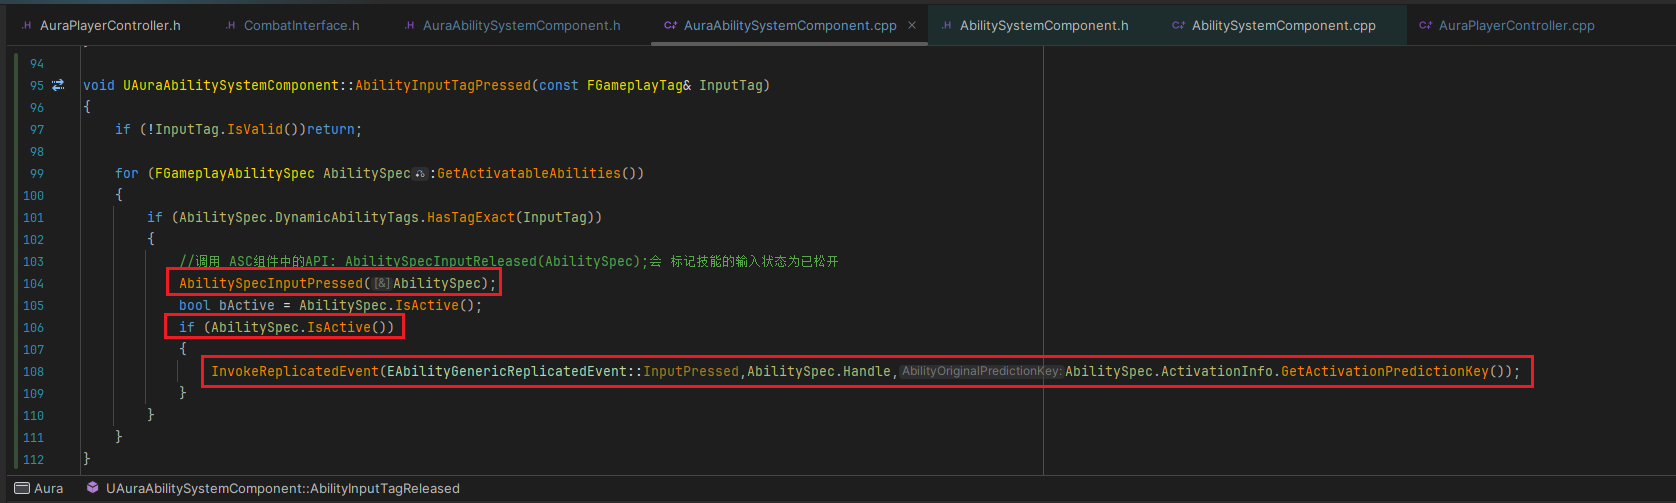 AuraPlayerController.h CombatInterface.h AuraAbilitySystemComponent.h AuraAbilitySystemComponent.cpp AbilitySystemComponent.h AbilitySystemComponent.cpp AuraPlayerController.cpp
94
95 void UAuraAbilitySystemComponent::AbilityInputTagPressed(const FGameplayTag& InputTag)
96 {
97 if (!InputTag.IsValid())return;
98
99 for (FGameplayAbilitySpec AbilitySpec :GetActivatableAbilities())
100 {
101 if (AbilitySpec.DynamicAbilityTags.HasTagExact(InputTag))
102 {
103 //调用 ASC组件中的API: AbilitySpecInputReleased(AbilitySpec);会 标记技能的输入状态为已松开
104 AbilitySpecInputPressed([&]AbilitySpec);
105 bool bActive = AbilitySpec.IsActive();
106 if (AbilitySpec.IsActive())
107 {
108 InvokeReplicatedEvent(EAbilityGenericReplicatedEvent::InputPressed,AbilitySpec.Handle,AbilityOriginalPredictionKey:AbilitySpec.ActivationInfo.GetActivationPredictionKey());
109 }
110 }
111 }
112 }
Aura UAuraAbilitySystemComponent::AbilityInputTagReleased